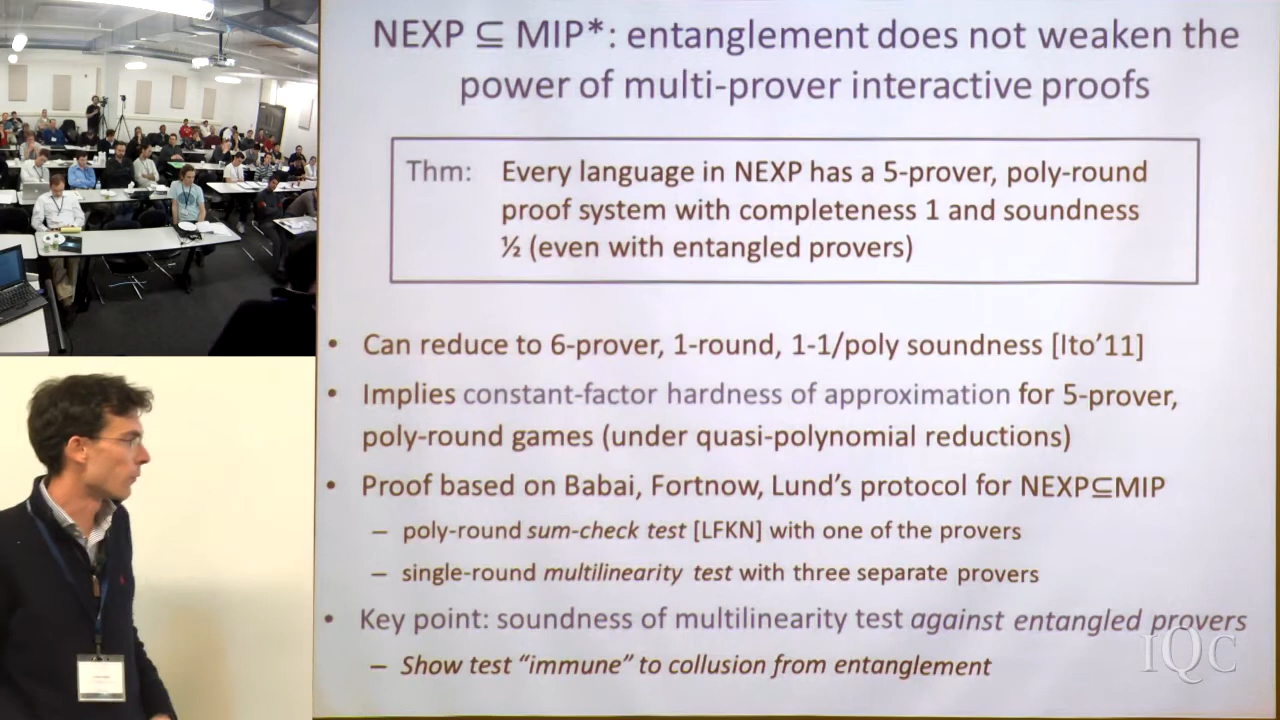 NEXP ⊆ MIP*: entanglement does not weaken the
power of multi-prover interactive proofs
Thm: Every language in NEXP has a 5-prover, poly-round
proof system with completeness 1 and soundness
½ (even with entangled provers)
• Can reduce to 6-prover, 1-round, 1-1/poly soundness [Ito'11]
• Implies constant-factor hardness of approximation for 5-prover,
poly-round games (under quasi-polynomial reductions)
• Proof based on Babai, Fortnow, Lund's protocol for NEXP⊆MIP
– poly-round sum-check test [LFKN] with one of the provers
– single-round multilinearity test with three separate provers
• Key point: soundness of multilinearity test against entangled provers
– Show test "immune" to collusion from entanglement
IQC